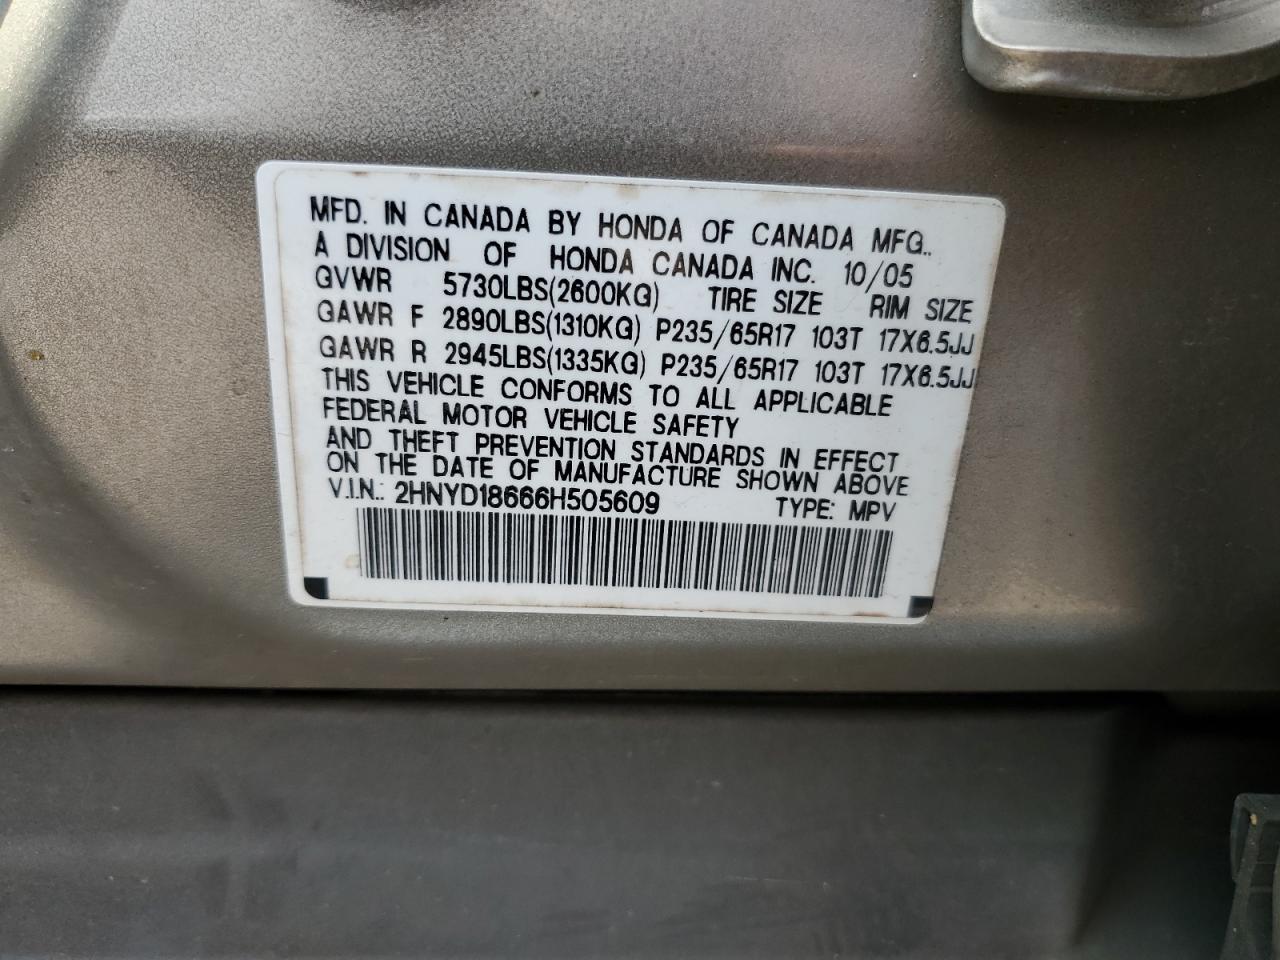 MFD. IN CANADA BY HONDA OF CANADA MFG.,
A DIVISION OF HONDA CANADA INC. 10/05
GVWR 5730LBS(2600KG) TIRE SIZE RIM SIZE
GAWR F 2890LBS(1310KG) P235/65R17 103T 17X6.5JJ
GAWR R 2945LBS(1335KG) P235/65R17 103T 17X6.5JJ
THIS VEHICLE CONFORMS TO ALL APPLICABLE
FEDERAL MOTOR VEHICLE SAFETY
AND THEFT PREVENTION STANDARDS IN EFFECT
ON THE DATE OF MANUFACTURE SHOWN ABOVE
V.I.N.: 2HNYD18666H505609 TYPE: MPV